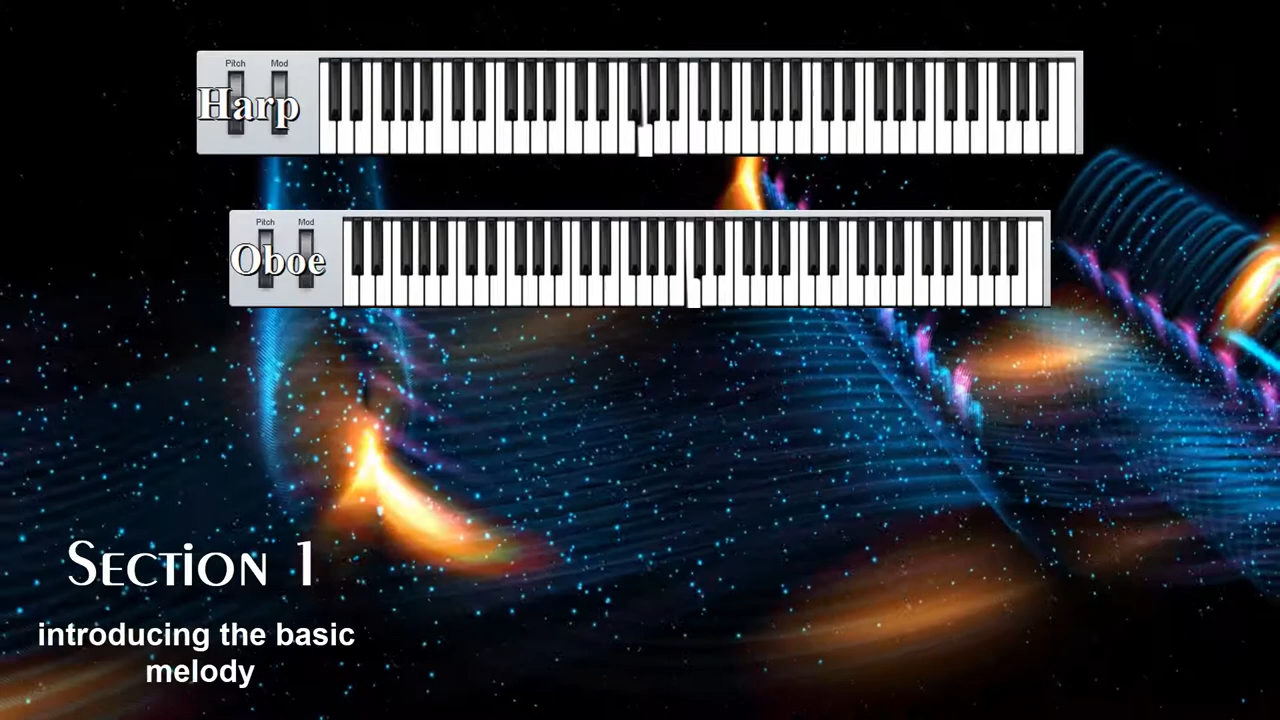 Pitch Mod
Harp
Pitch Mod
Oboe
Section 1
introducing the basic
melody